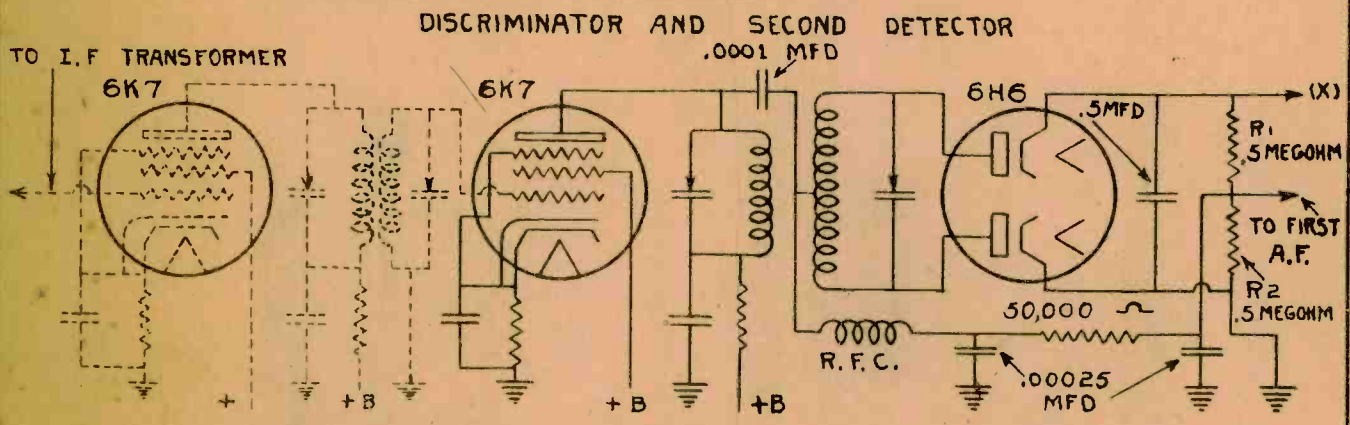 DISCRIMINATOR AND SECOND DETECTOR
TO I.F TRANSFORMER
.0001 MFD
6K7
6K7
6H6
.5MFD
(X)
R1
.5 MEGOHM
TO FIRST
A.F.
R2
.5 MEGOHM
50,000
R.F.C.
.00025
MFD
+
+B
+B
+B